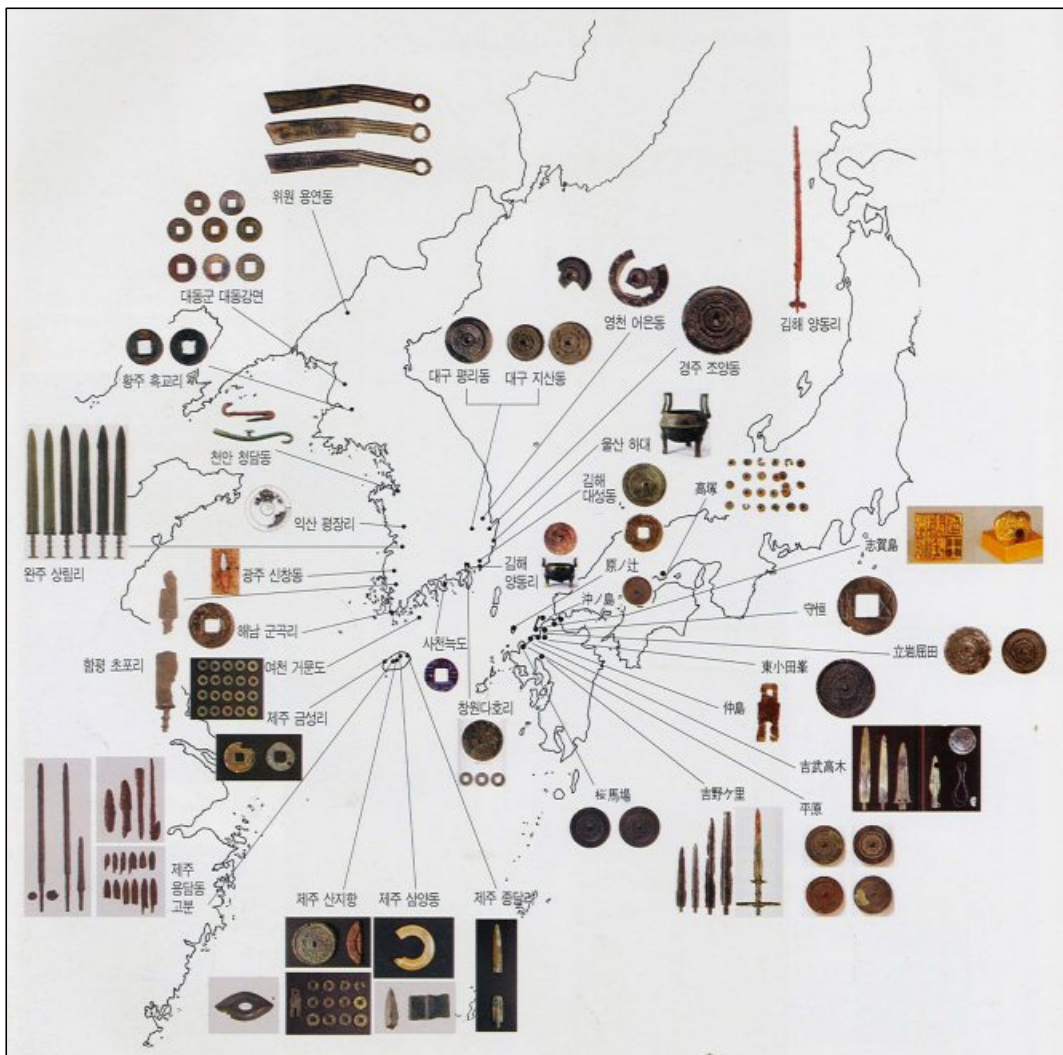 위원 용연동
대동군 대동강면
황주 흑교리
영천 어은동
김해 양동리
경주 조양동
대구 평리동
대구 지산동
천안 청담동
울산 하대
김해
대성동
高塚
익산 평장리
志賀島
완주 상림리
광주 신창동
김해
양동리
原ノ辻
沖ノ島
守恒
해남 군곡리
사천늑도
立岩屈田
함평 초포리
여천 거문도
東小田峯
창원다호리
仲島
제주 금성리
吉武高木
桜馬場
吉野ケ里
平原
제주
용담동
고분
제주 산지항
제주 삼양동
제주 종달리